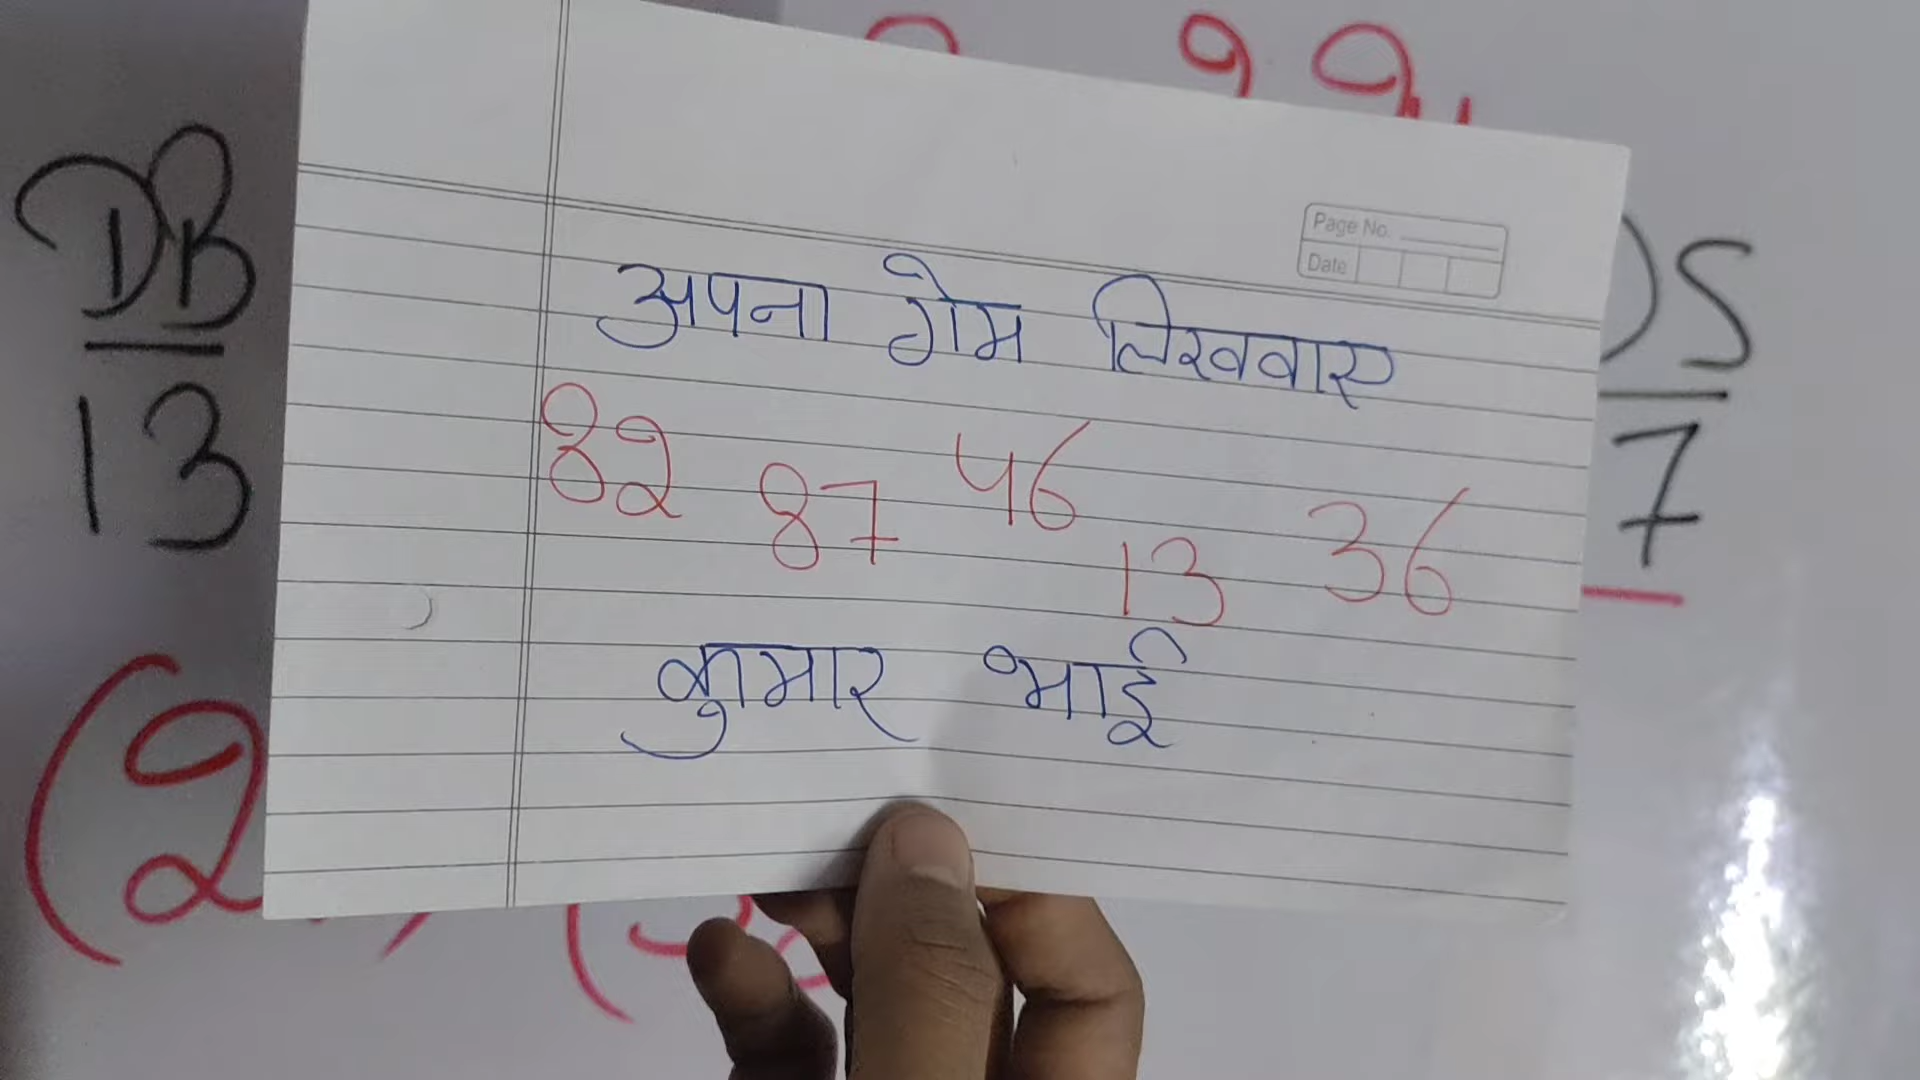 Page No.
Date
DB
13
अपना गेम लिखवाए
82 87 46 13 36
कुमार भाई
DS
7